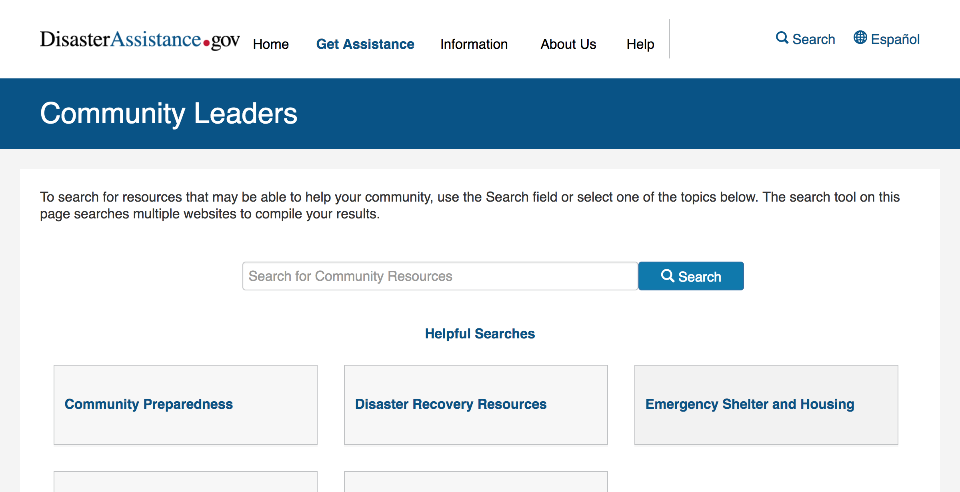 DisasterAssistance.gov
Home
Get Assistance
Information
About Us
Help
Search
Español
Community Leaders
To search for resources that may be able to help your community, use the Search field or select one of the topics below. The search tool on this
page searches multiple websites to compile your results.
Search for Community Resources
Search
Helpful Searches
Community Preparedness
Disaster Recovery Resources
Emergency Shelter and Housing